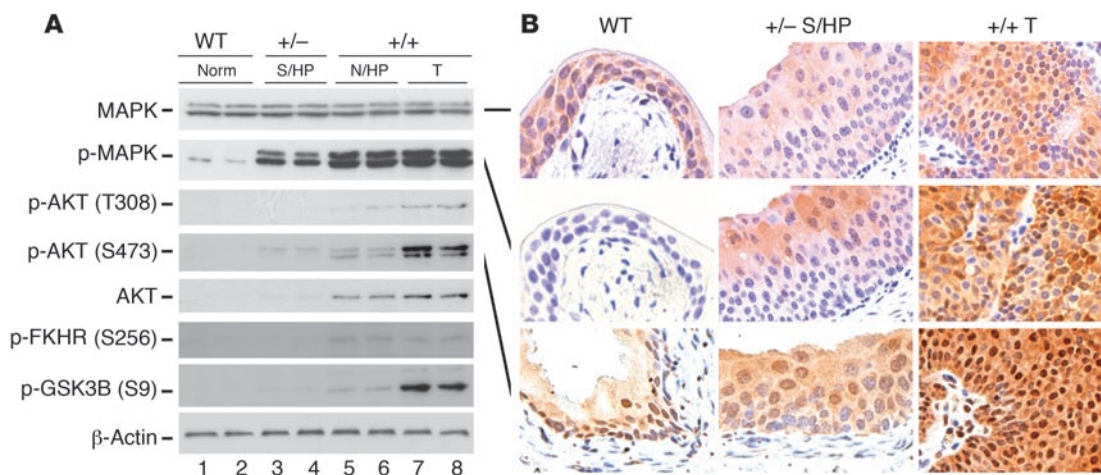 A
WT +/– +/+
Norm S/HP N/HP T
MAPK
p-MAPK
p-AKT (T308)
p-AKT (S473)
AKT
p-FKHR (S256)
p-GSK3B (S9)
β-Actin
1 2 3 4 5 6 7 8
B
WT +/– S/HP +/+ T